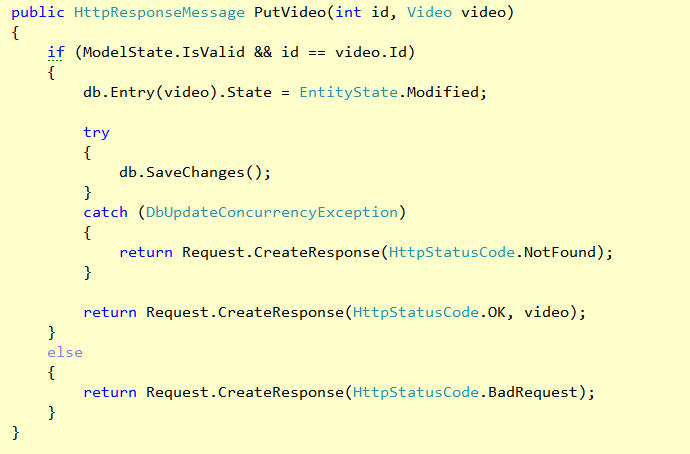 public HttpResponseMessage PutVideo(int id, Video video)
{
    if (ModelState.IsValid && id == video.Id)
    {
        db.Entry(video).State = EntityState.Modified;

        try
        {
            db.SaveChanges();
        }
        catch (DbUpdateConcurrencyException)
        {
            return Request.CreateResponse(HttpStatusCode.NotFound);
        }

        return Request.CreateResponse(HttpStatusCode.OK, video);
    }
    else
    {
        return Request.CreateResponse(HttpStatusCode.BadRequest);
    }
}